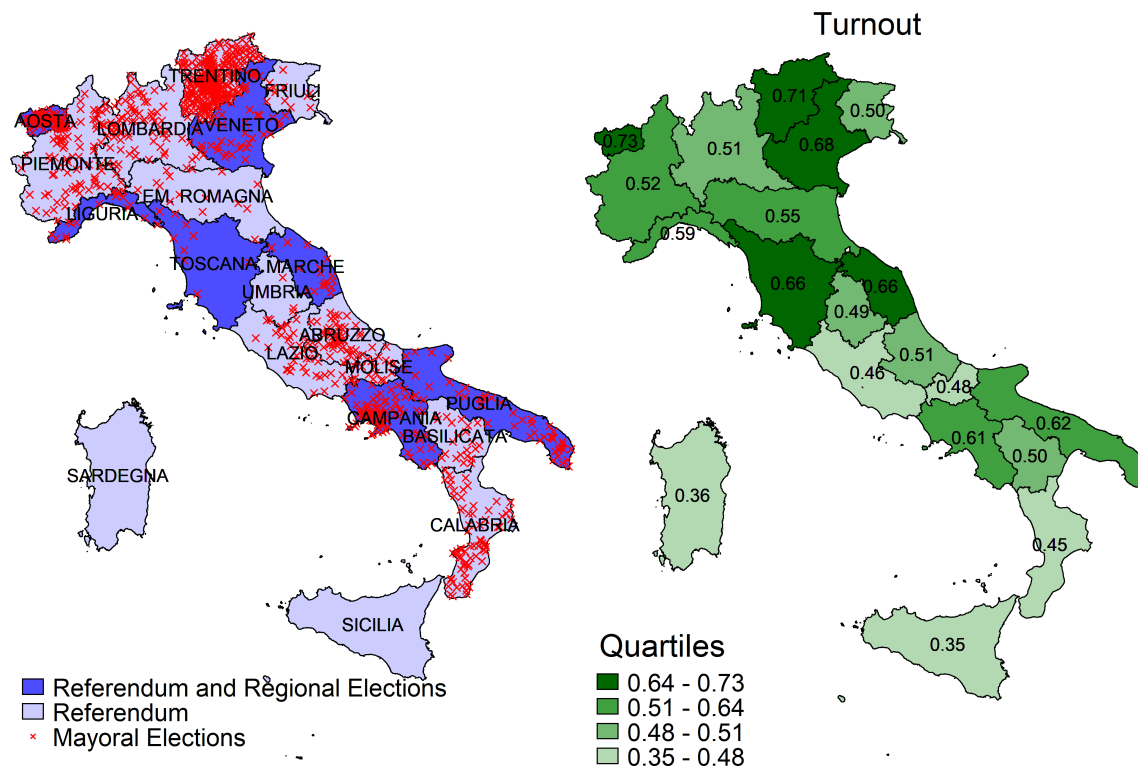 TRENTINO
FRIULI
AOSTA
LOMBARDIA
VENETO
PIEMONTE
EM. ROMAGNA
LIGURIA
TOSCANA
MARCHE
UMBRIA
ABRUZZO
LAZIO
MOLISE
PUGLIA
CAMPANIA
BASILICATA
SARDEGNA
CALABRIA
SICILIA
Referendum and Regional Elections
Referendum
Mayoral Elections
Turnout
0.71
0.50
0.73
0.68
0.51
0.52
0.55
0.59
0.66
0.66
0.49
0.51
0.46
0.48
0.62
0.61
0.50
0.36
0.45
0.35
Quartiles
0.64 - 0.73
0.51 - 0.64
0.48 - 0.51
0.35 - 0.48